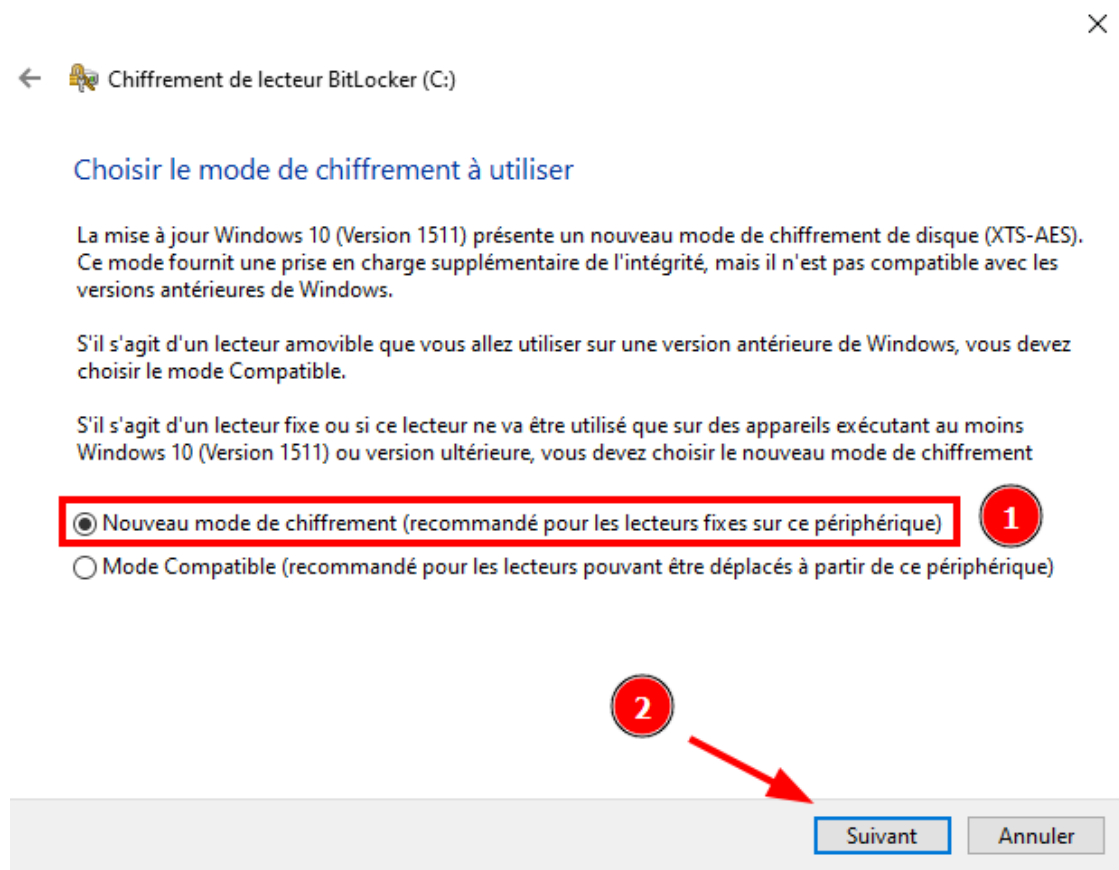 Chiffrement de lecteur BitLocker (C:)
Choisir le mode de chiffrement à utiliser
La mise à jour Windows 10 (Version 1511) présente un nouveau mode de chiffrement de disque (XTS-AES).
Ce mode fournit une prise en charge supplémentaire de l'intégrité, mais il n'est pas compatible avec les
versions antérieures de Windows.
S'il s'agit d'un lecteur amovible que vous allez utiliser sur une version antérieure de Windows, vous devez
choisir le mode Compatible.
S'il s'agit d'un lecteur fixe ou si ce lecteur ne va être utilisé que sur des appareils exécutant au moins
Windows 10 (Version 1511) ou version ultérieure, vous devez choisir le nouveau mode de chiffrement
Nouveau mode de chiffrement (recommandé pour les lecteurs fixes sur ce périphérique)
1
Mode Compatible (recommandé pour les lecteurs pouvant être déplacés à partir de ce périphérique)
2
Suivant
Annuler